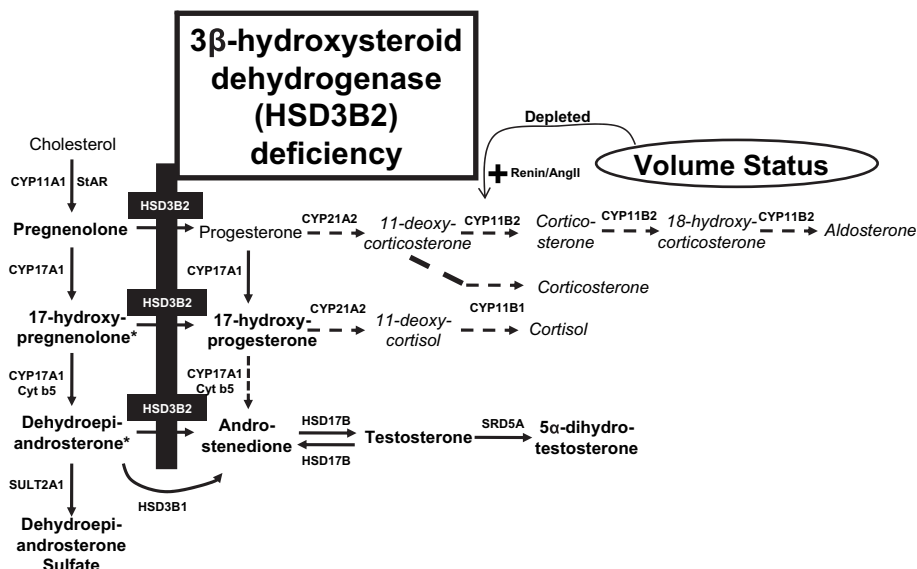 3β-hydroxysteroid
dehydrogenase
(HSD3B2)
deficiency
Depleted
Volume Status
+ Renin/AngII
Cholesterol
CYP11A1 StAR
HSD3B2
Pregnenolone
Progesterone
CYP21A2
11-deoxy-
corticosterone
CYP11B2
Cortico-
sterone
CYP11B2
18-hydroxy-
corticosterone
CYP11B2
Aldosterone
CYP17A1
CYP17A1
Corticosterone
HSD3B2
17-hydroxy-
pregnenolone*
17-hydroxy-
progesterone
CYP21A2
11-deoxy-
cortisol
CYP11B1
Cortisol
CYP17A1
Cyt b5
CYP17A1
Cyt b5
HSD3B2
Dehydroepi-
androsterone*
Andro-
stenedione
HSD17B
HSD17B
Testosterone
SRD5A
5α-dihydro-
testosterone
SULT2A1
HSD3B1
Dehydroepi-
androsterone
Sulfate